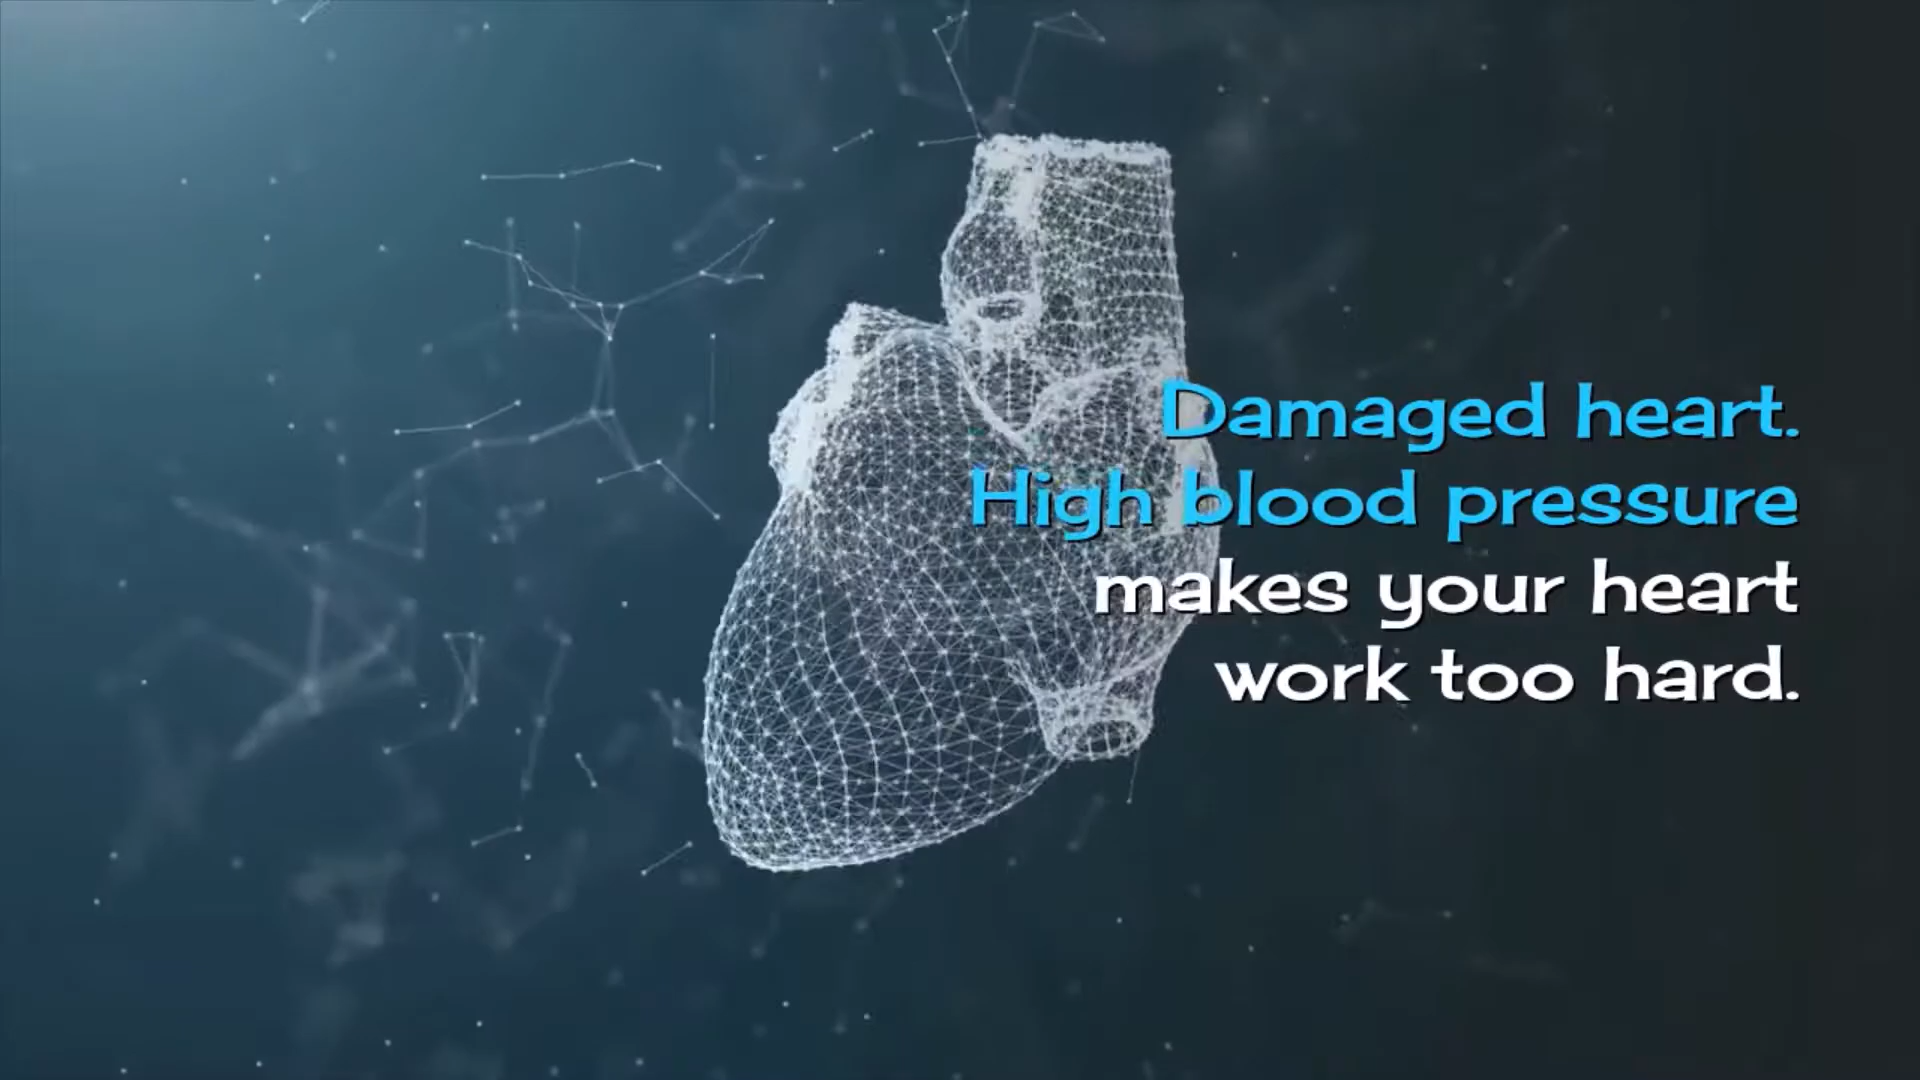 Damaged heart.
High blood pressure
makes your heart
work too hard.